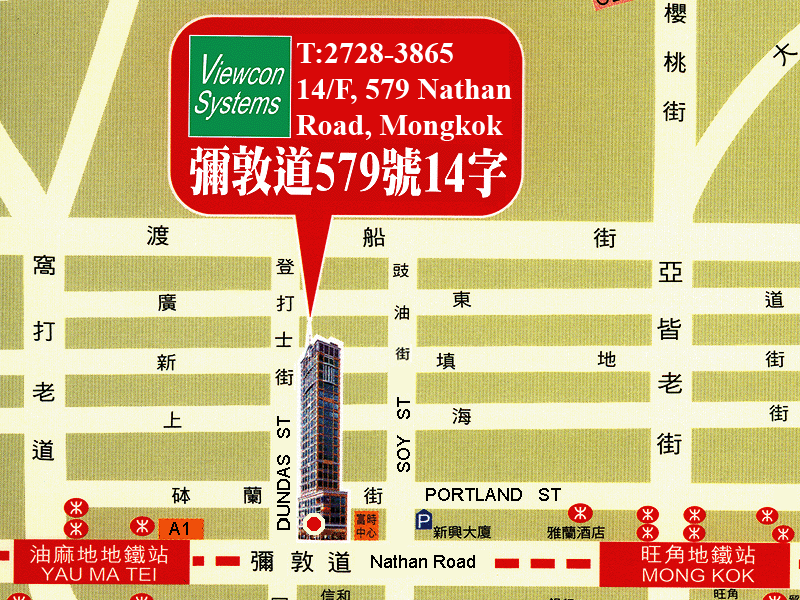 櫻桃街
大
Viewcon
Systems
T:2728-3865
14/F, 579 Nathan
Road, Mongkok
彌敦道579號14字
渡船街
窩打老道
登打士街
DUNDAS ST
豉油街
SOY ST
亞皆老街
廣東道
新填地街
上海街
砵蘭街
PORTLAND ST
A1
富時
中心
P
新興大廈
雅蘭酒店
油麻地地鐵站
YAU MA TEI
彌敦道
Nathan Road
旺角地鐵站
MONG KOK
信和
旺角